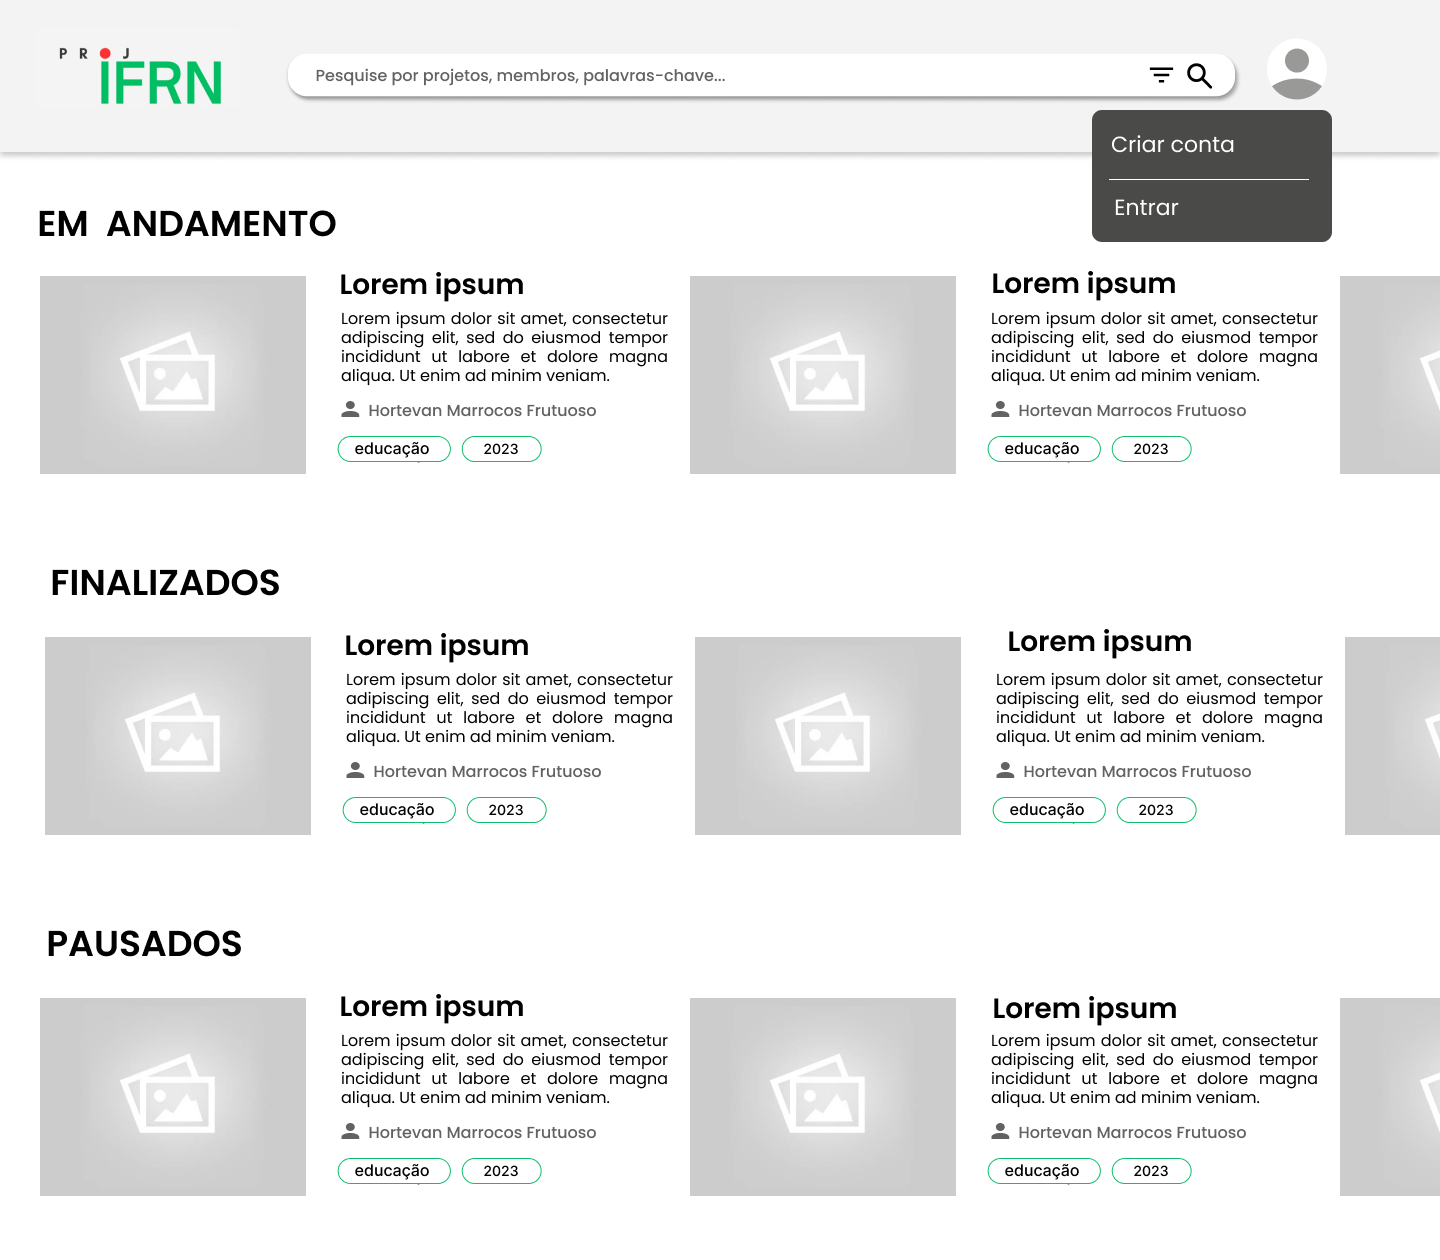 PROJ
IFRN
Pesquise por projetos, membros, palavras-chave...
Criar conta
Entrar
EM ANDAMENTO
Lorem ipsum
Lorem ipsum dolor sit amet, consectetur
adipiscing elit, sed do eiusmod tempor
incididunt ut labore et dolore magna
aliqua. Ut enim ad minim veniam.
Hortevan Marrocos Frutuoso
educação
2023
Lorem ipsum
Lorem ipsum dolor sit amet, consectetur
adipiscing elit, sed do eiusmod tempor
incididunt ut labore et dolore magna
aliqua. Ut enim ad minim veniam.
Hortevan Marrocos Frutuoso
educação
2023
FINALIZADOS
Lorem ipsum
Lorem ipsum dolor sit amet, consectetur
adipiscing elit, sed do eiusmod tempor
incididunt ut labore et dolore magna
aliqua. Ut enim ad minim veniam.
Hortevan Marrocos Frutuoso
educação
2023
Lorem ipsum
Lorem ipsum dolor sit amet, consectetur
adipiscing elit, sed do eiusmod tempor
incididunt ut labore et dolore magna
aliqua. Ut enim ad minim veniam.
Hortevan Marrocos Frutuoso
educação
2023
PAUSADOS
Lorem ipsum
Lorem ipsum dolor sit amet, consectetur
adipiscing elit, sed do eiusmod tempor
incididunt ut labore et dolore magna
aliqua. Ut enim ad minim veniam.
Hortevan Marrocos Frutuoso
educação
2023
Lorem ipsum
Lorem ipsum dolor sit amet, consectetur
adipiscing elit, sed do eiusmod tempor
incididunt ut labore et dolore magna
aliqua. Ut enim ad minim veniam.
Hortevan Marrocos Frutuoso
educação
2023